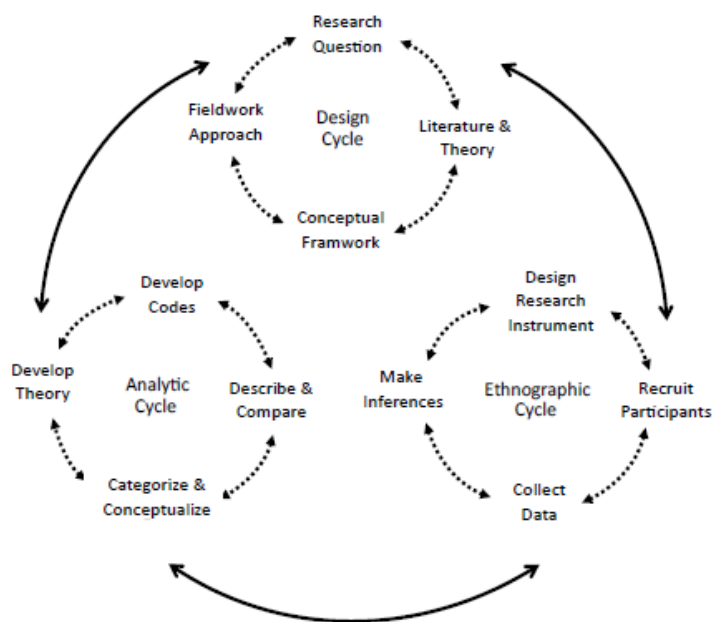 Research
Question
Fieldwork
Approach
Design
Cycle
Literature &
Theory
Conceptual
Framwork
Develop
Codes
Develop
Theory
Analytic
Cycle
Describe &
Compare
Categorize &
Conceptualize
Design
Research
Instrument
Make
Inferences
Ethnographic
Cycle
Recruit
Participants
Collect
Data